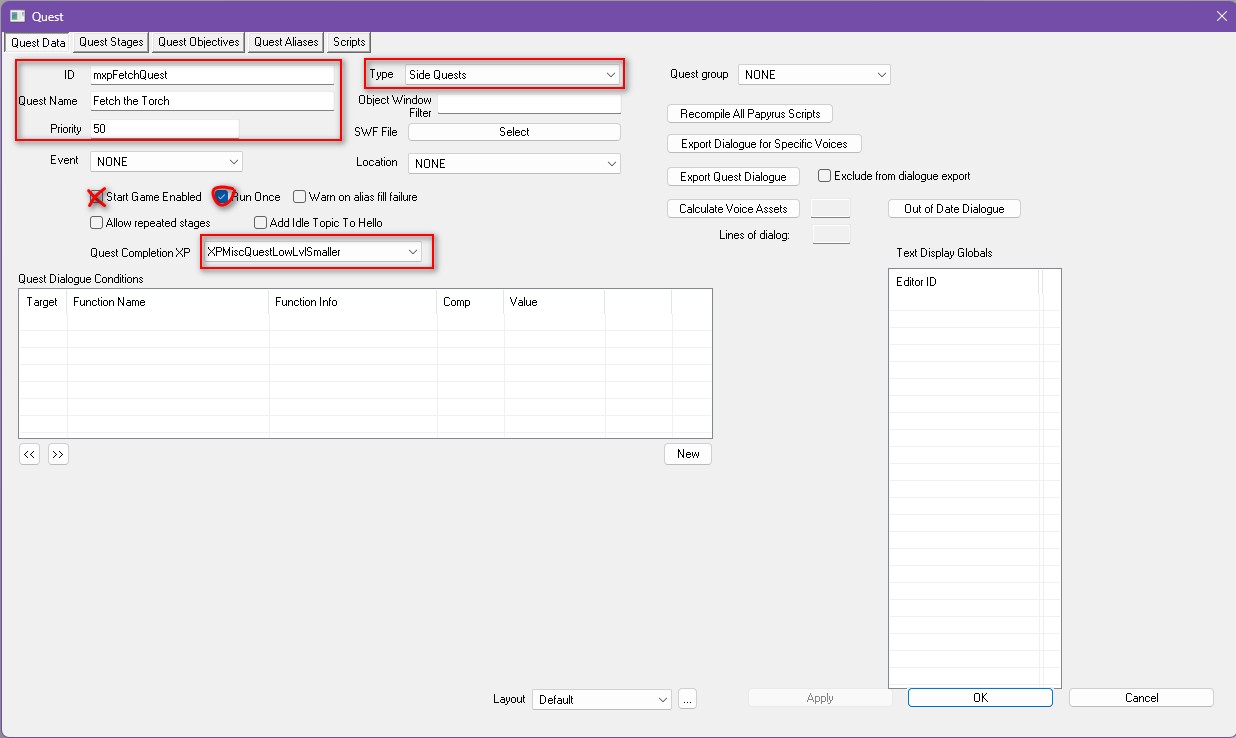 Quest
Quest Data Quest Stages Quest Objectives Quest Aliases Scripts
ID mxpFetchQuest Type Side Quests Quest group NONE
Quest Name Fetch the Torch Object Window
Filter
Priority 50 SWF File Select Recompile All Papyrus Scripts
Export Dialogue for Specific Voices
Event NONE Location NONE
Export Quest Dialogue Exclude from dialogue export
Start Game Enabled Run Once Warn on alias fill failure
Calculate Voice Assets Out of Date Dialogue
Allow repeated stages Add Idle Topic To Hello
Lines of dialog:
Quest Completion XP XPMiscQuestLowLvlSmaller Text Display Globals
Quest Dialogue Conditions
Editor ID
Target Function Name Function Info Comp Value
<< >> New
Layout Default ... Apply OK Cancel